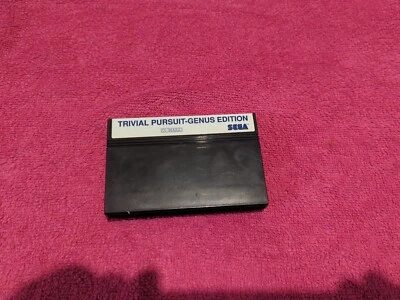 TRIVIAL PURSUIT-GENUS EDITION
SEGA